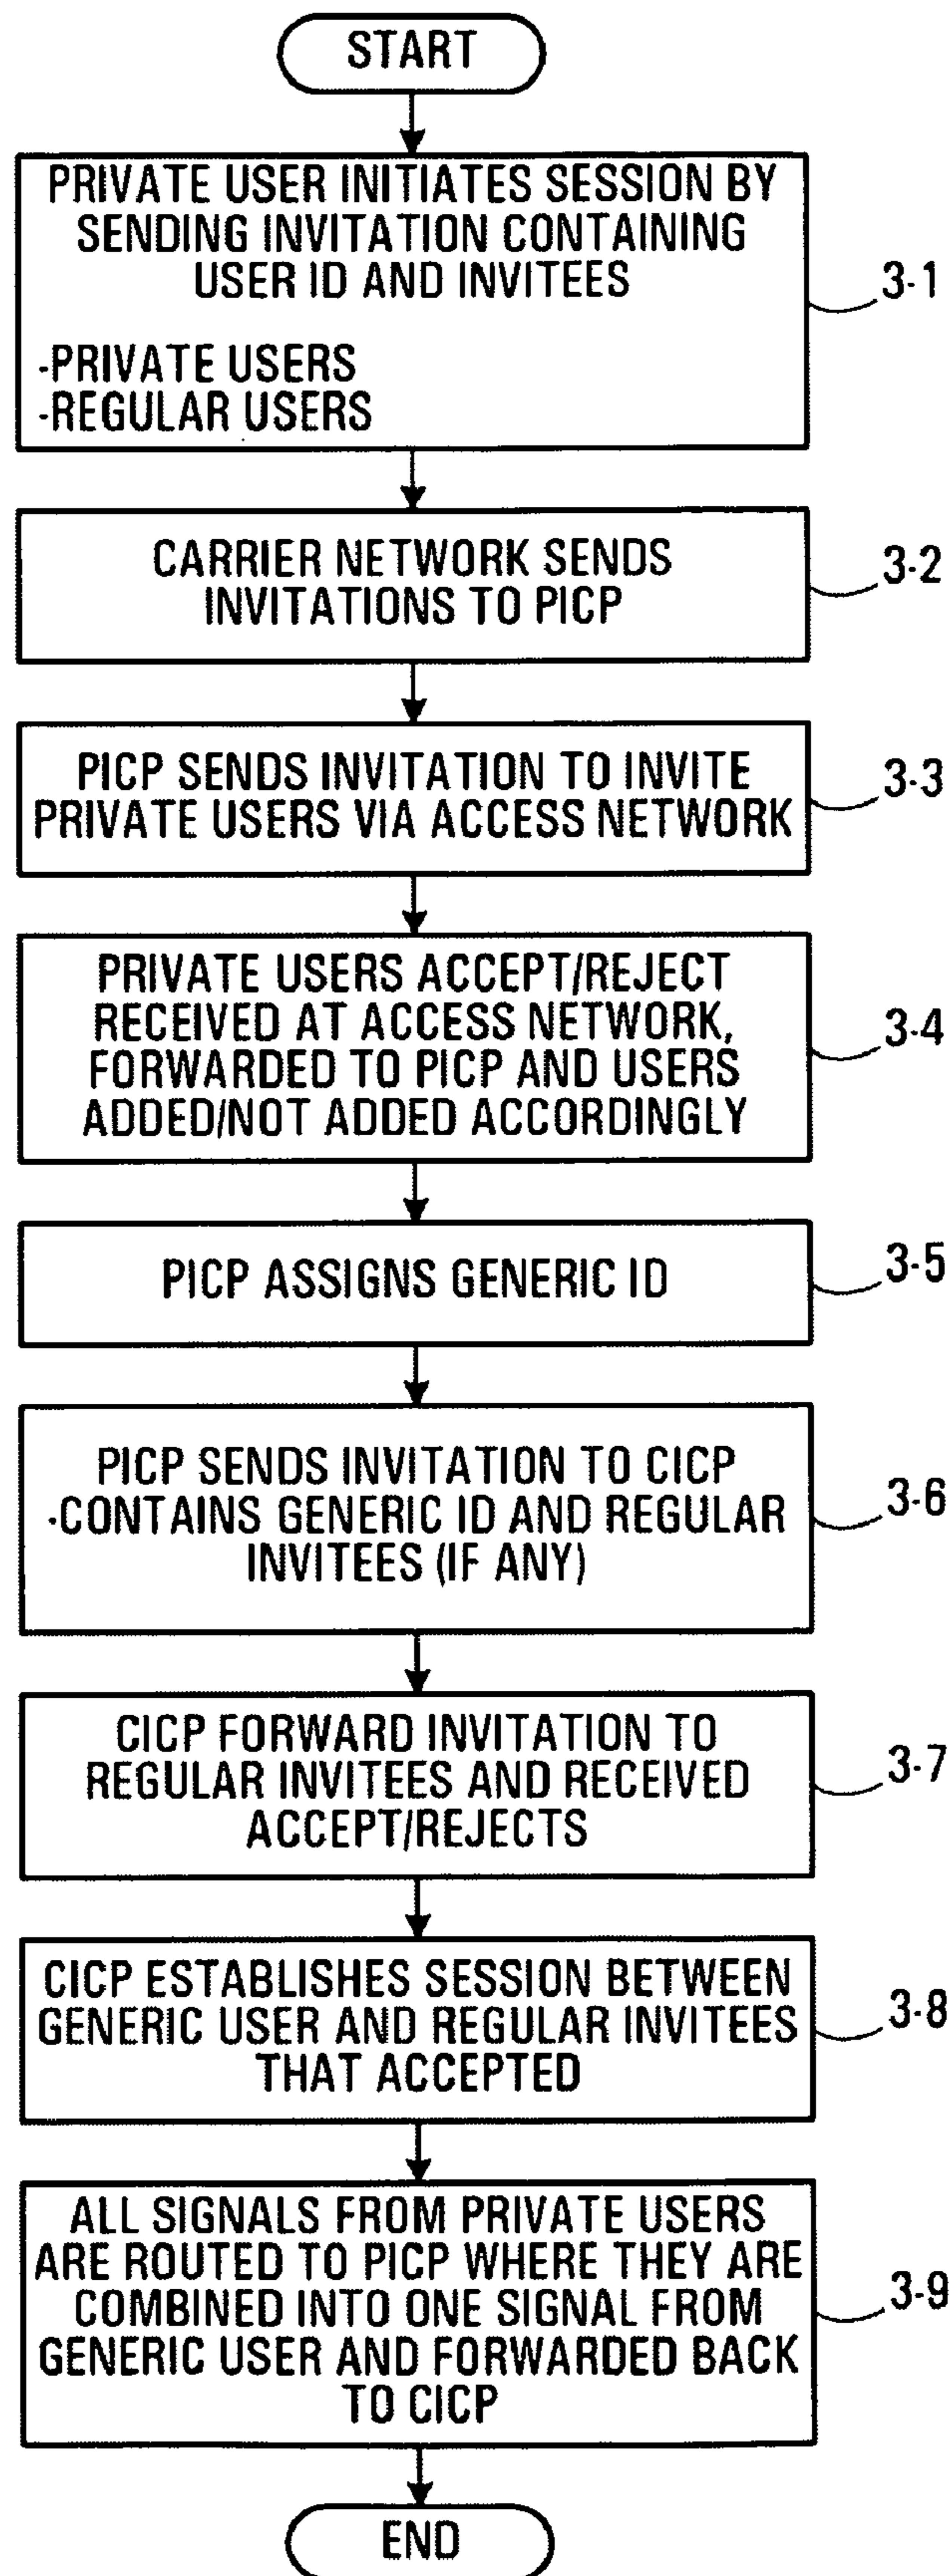 START
PRIVATE USER INITIATES SESSION BY
SENDING INVITATION CONTAINING
USER ID AND INVITEES
-PRIVATE USERS
-REGULAR USERS
3-1
CARRIER NETWORK SENDS
INVITATIONS TO PICP
3-2
PICP SENDS INVITATION TO INVITE
PRIVATE USERS VIA ACCESS NETWORK
3-3
PRIVATE USERS ACCEPT/REJECT
RECEIVED AT ACCESS NETWORK,
FORWARDED TO PICP AND USERS
ADDED/NOT ADDED ACCORDINGLY
3-4
PICP ASSIGNS GENERIC ID
3-5
PICP SENDS INVITATION TO CICP
-CONTAINS GENERIC ID AND REGULAR
INVITEES (IF ANY)
3-6
CICP FORWARD INVITATION TO
REGULAR INVITEES AND RECEIVED
ACCEPT/REJECTS
3-7
CICP ESTABLISHES SESSION BETWEEN
GENERIC USER AND REGULAR INVITEES
THAT ACCEPTED
3-8
ALL SIGNALS FROM PRIVATE USERS
ARE ROUTED TO PICP WHERE THEY ARE
COMBINED INTO ONE SIGNAL FROM
GENERIC USER AND FORWARDED BACK
TO CICP
3-9
END